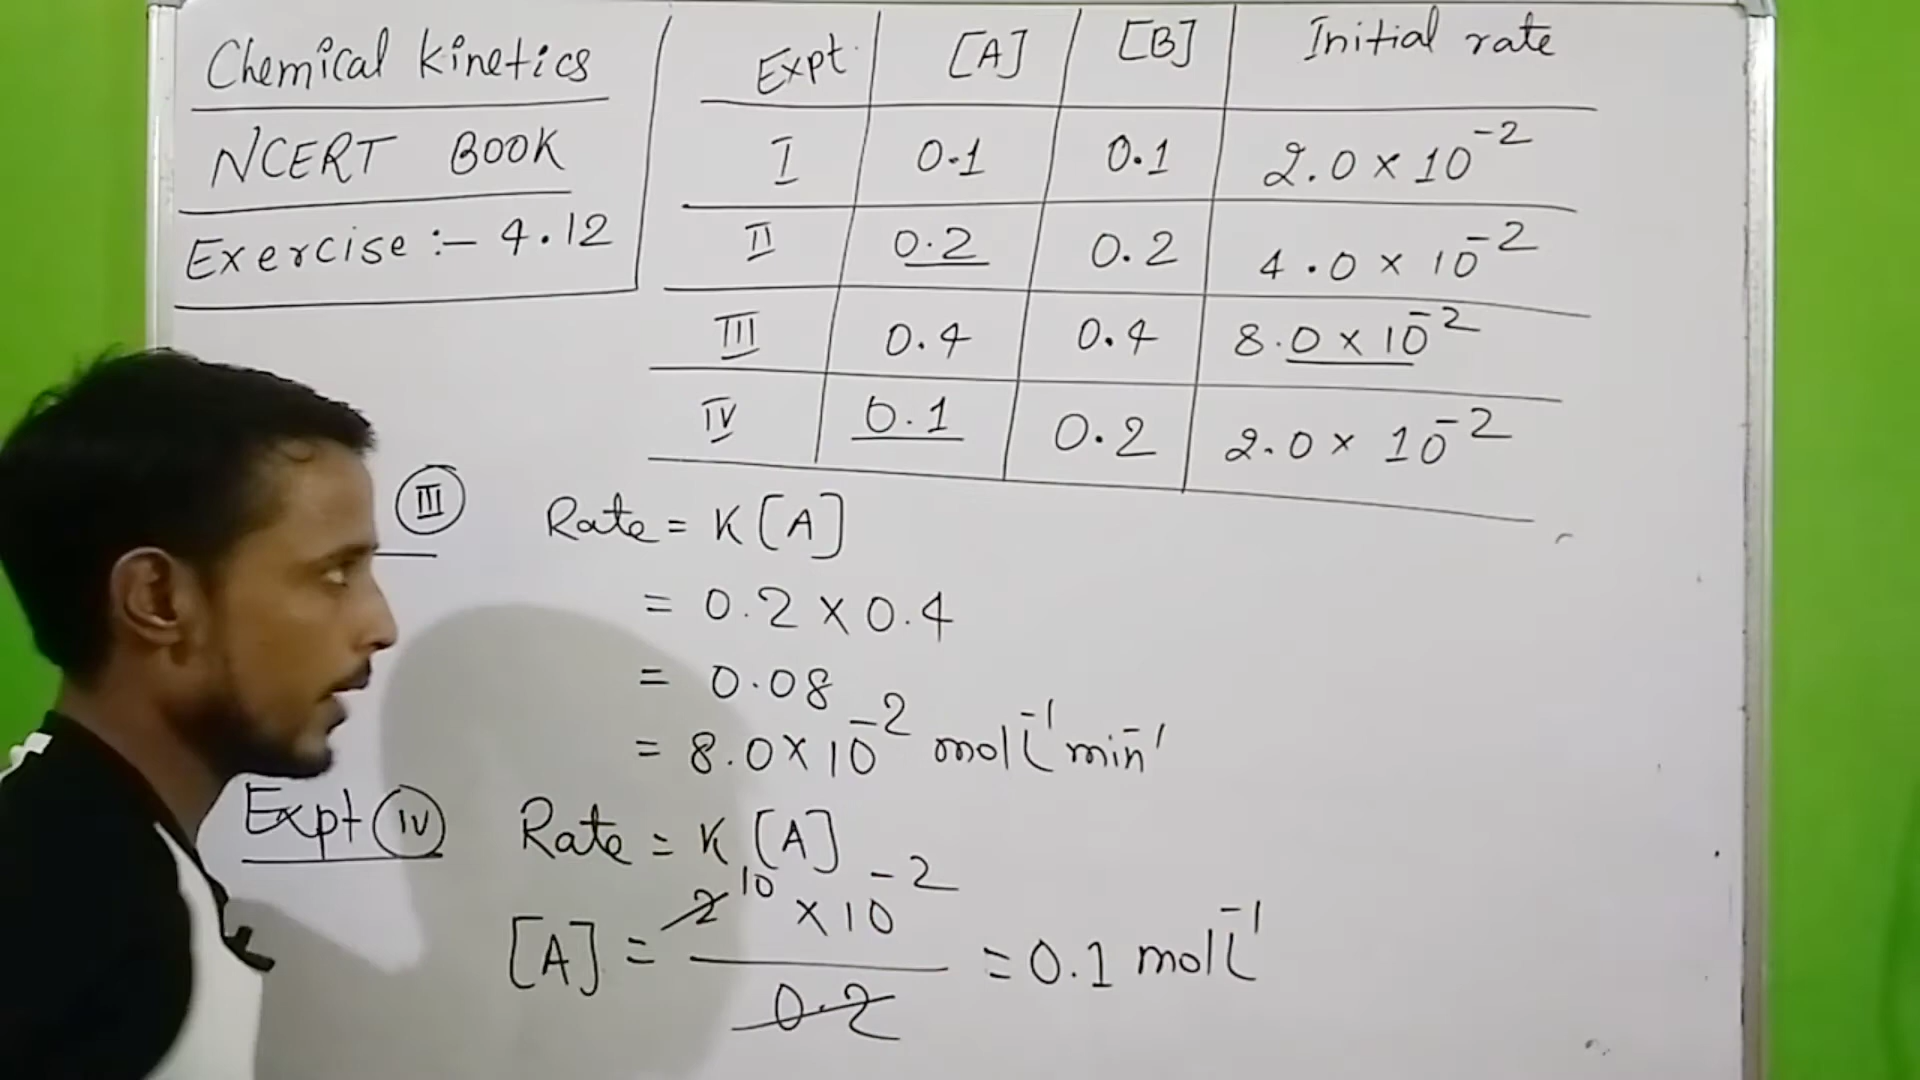 Chemical kinetics
NCERT BOOK
Exercise :- 4.12
Expt. [A] [B] Initial rate
I 0.1 0.1 2.0 × 10⁻²
II 0.2 0.2 4.0 × 10⁻²
III 0.4 0.4 8.0 × 10⁻²
IV 0.1 0.2 2.0 × 10⁻²
III Rate = K [A]
= 0.2 × 0.4
= 0.08
= 8.0 × 10⁻² mol L⁻¹ min⁻¹
Expt IV Rate = K [A]
[A] = 2 10 × 10⁻² / 0.2 = 0.1 mol L⁻¹